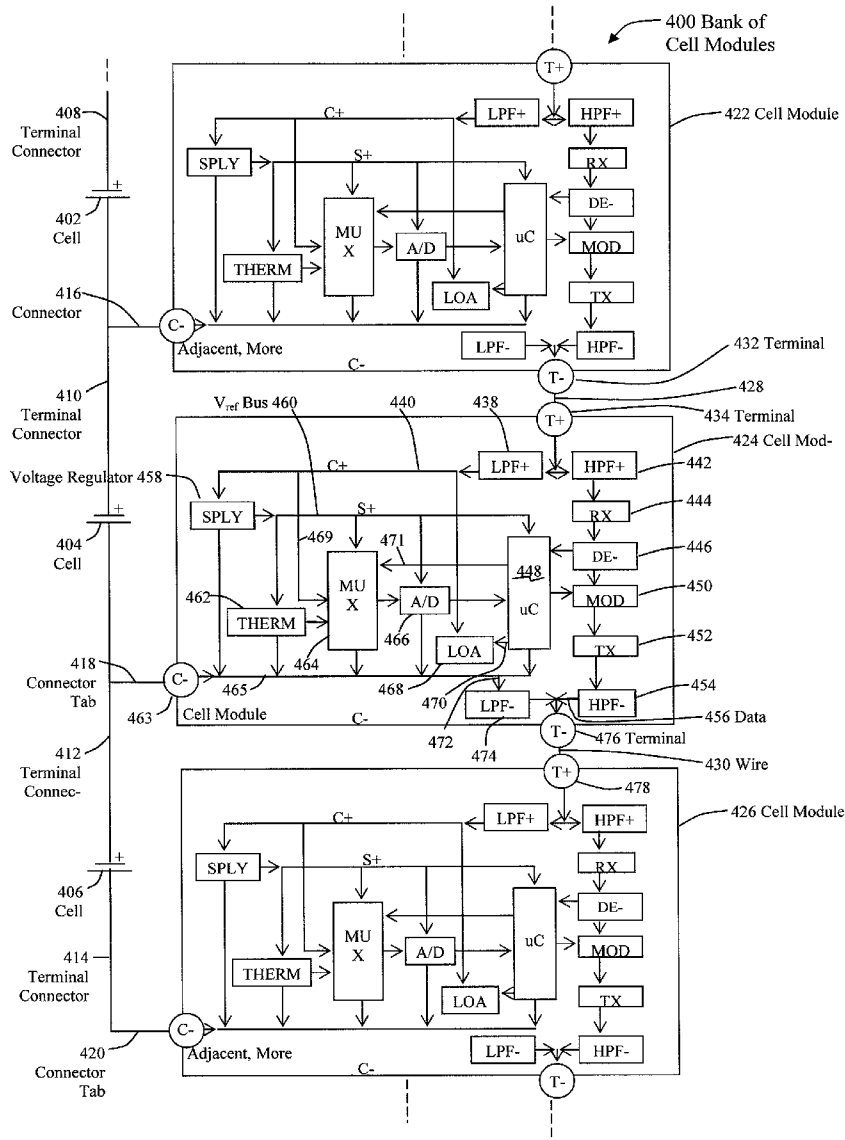 400 Bank of
Cell Modules
T+
408
Terminal
Connector
LPF+
HPF+
422 Cell Module
C+
SPLY
RX
S+
+
402
Cell
MU
X
uC
DE-
A/D
MOD
THERM
LOA
TX
416
Connector
C-
Adjacent, More
LPF-
HPF-
C-
T-
432 Terminal
410
Terminal
Connector
428
Vref Bus 460
440
438
T+
434 Terminal
424 Cell Mod-
Voltage Regulator 458
C+
LPF+
HPF+
442
SPLY
RX
444
S+
+
404
Cell
469
471
448
DE-
446
MU
X
462
A/D
uC
MOD
450
THERM
466
TX
452
464
LOA
418
Connector
Tab
C-
465
468
470
HPF-
454
463
Cell Module
LPF-
456 Data
C-
472
474
T-
476 Terminal
412
Terminal
Connec-
430 Wire
T+
478
LPF+
HPF+
426 Cell Module
C+
SPLY
RX
S+
+
406
Cell
MU
X
uC
DE-
A/D
MOD
THERM
414
Terminal
Connector
LOA
TX
C-
Adjacent, More
LPF-
HPF-
420
Connector
Tab
C-
T-